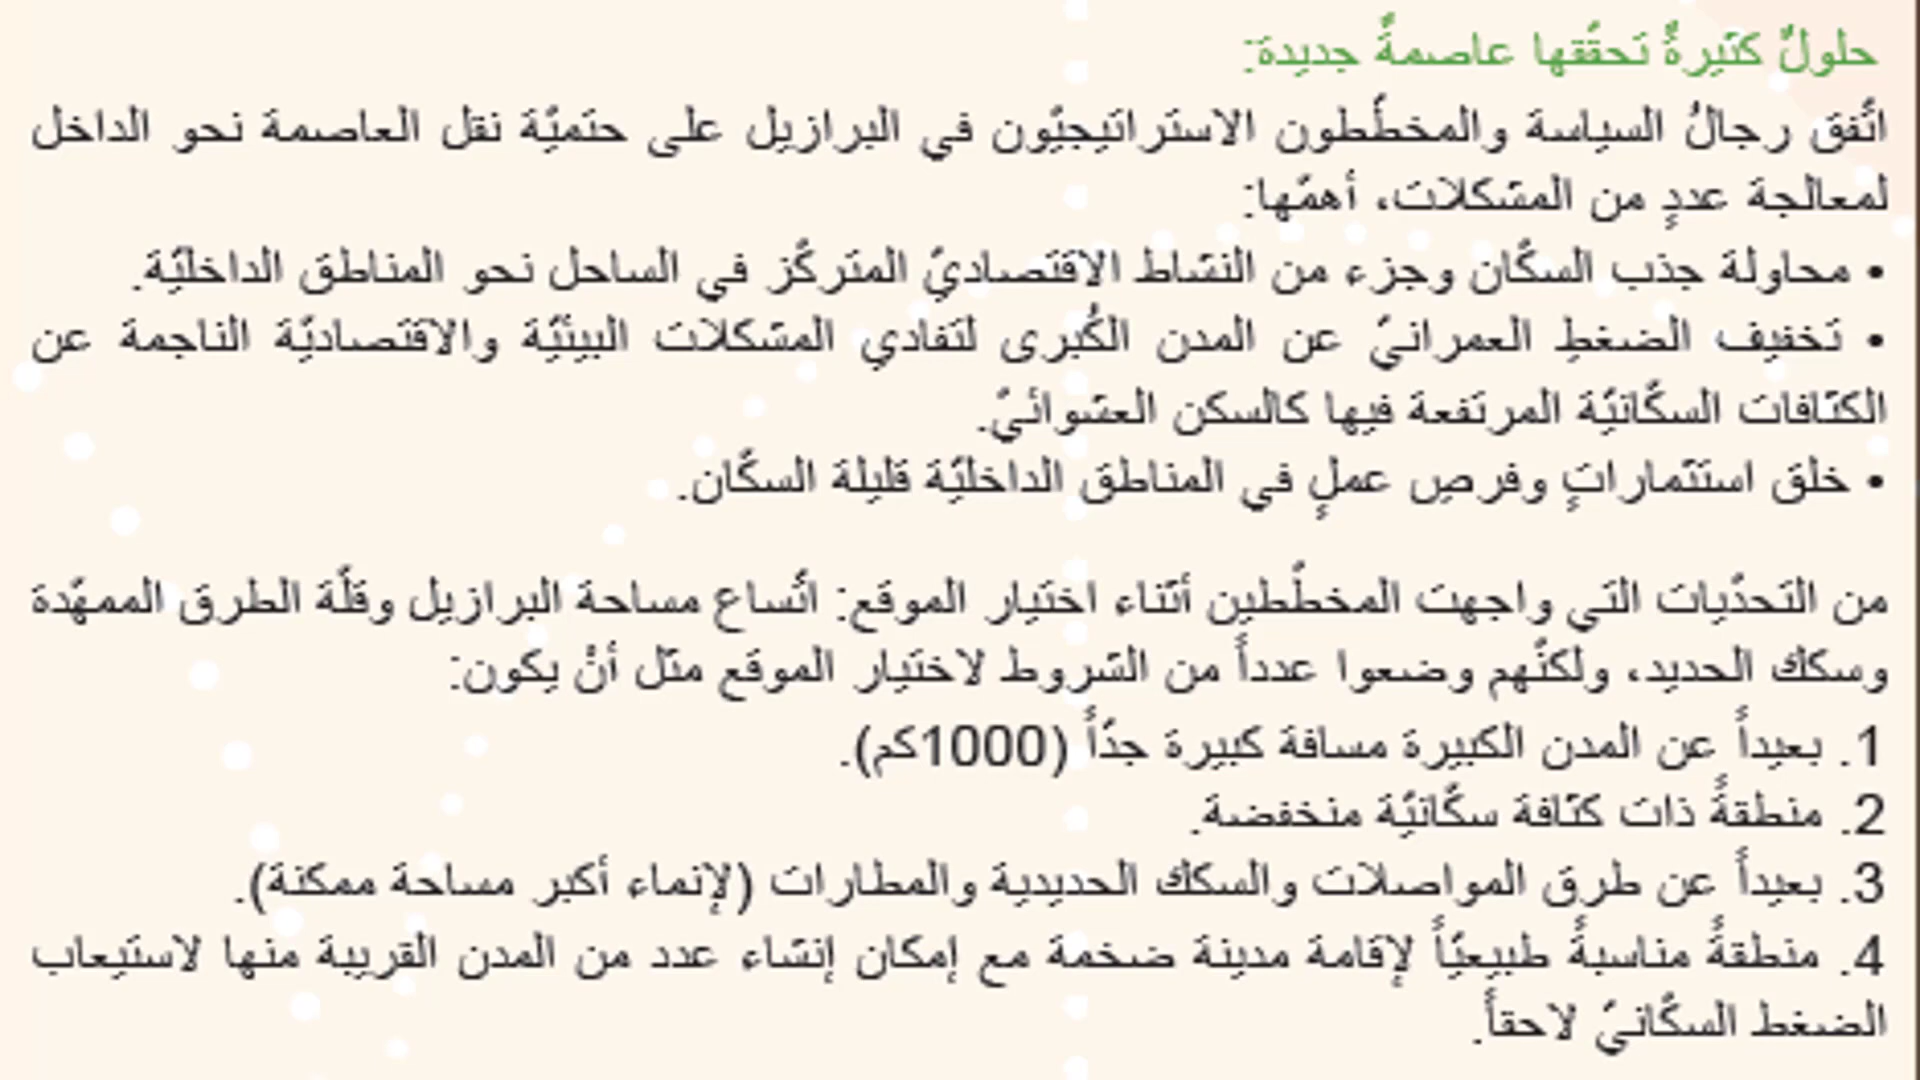 حلولٌ كثيرةٌ تحقّقها عاصمةٌ جديدة:
اتّفق رجالُ السياسة والمخطّطون الاستراتيجيّون في البرازيل على حتميّة نقل العاصمة نحو الداخل
لمعالجة عددٍ من المشكلات، أهمّها:
• محاولة جذب السكّان وجزء من النشاط الاقتصاديّ المتركّز في الساحل نحو المناطق الداخليّة.
• تخفيف الضغطِ العمرانيّ عن المدن الكُبرى لتفادي المشكلات البيئيّة والاقتصاديّة الناجمة عن
الكثافات السكّانيّة المرتفعة فيها كالسكن العشوائيّ.
• خلق استثماراتٍ وفرصِ عملٍ في المناطق الداخليّة قليلة السكّان.
من التحدّيات التي واجهت المخطّطين أثناء اختيار الموقع: اتّساع مساحة البرازيل وقلّة الطرق الممهّدة
وسكك الحديد، ولكنّهم وضعوا عدداً من الشروط لاختيار الموقع مثل أنْ يكون:
1. بعيداً عن المدن الكبيرة مسافة كبيرة جدّاً (1000كم).
2. منطقةً ذات كثافة سكّانيّة منخفضة.
3. بعيداً عن طرق المواصلات والسكك الحديدية والمطارات (لإنماء أكبر مساحة ممكنة).
4. منطقةً مناسبةً طبيعيّاً لإقامة مدينة ضخمة مع إمكان إنشاء عدد من المدن القريبة منها لاستيعاب
الضغط السكّانيّ لاحقاً.